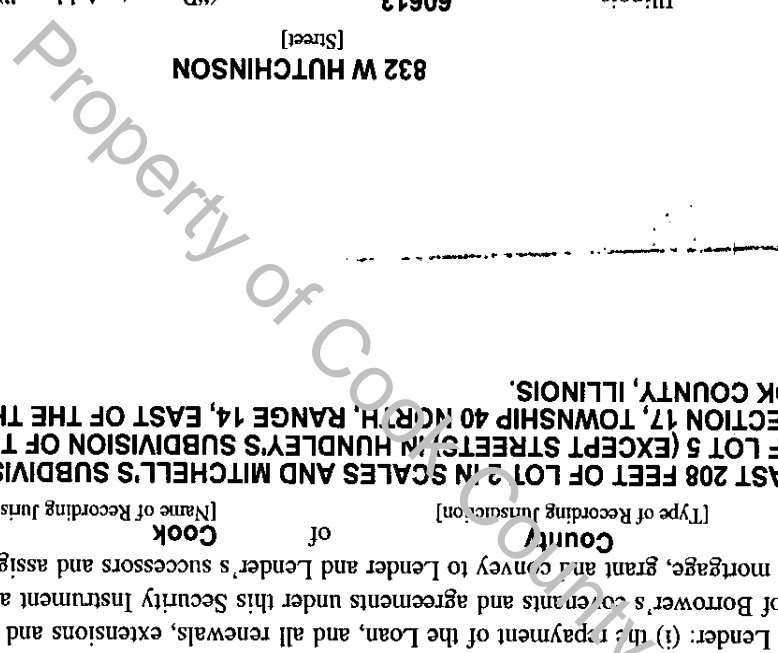 Lender: (i) the repayment of the Loan, and all renewals, extensions and
of Borrower's covenants and agreements under this Security Instrument a
mortgage, grant and convey to Lender and Lender's successors and assig
County of Cook
[Type of Recording Jurisdiction] [Name of Recording Juris
AST 208 FEET OF LOT 2 IN SCALES AND MITCHELL'S SUBDIVIS
F LOT 5 (EXCEPT STREETS) IN HUNDLEY'S SUBDIVISION OF T
ECTION 17, TOWNSHIP 40 NORTH, RANGE 14, EAST OF THE TH
OK COUNTY, ILLINOIS.
832 W HUTCHINSON
[Street]
Illinois 60613
Property of Cook County